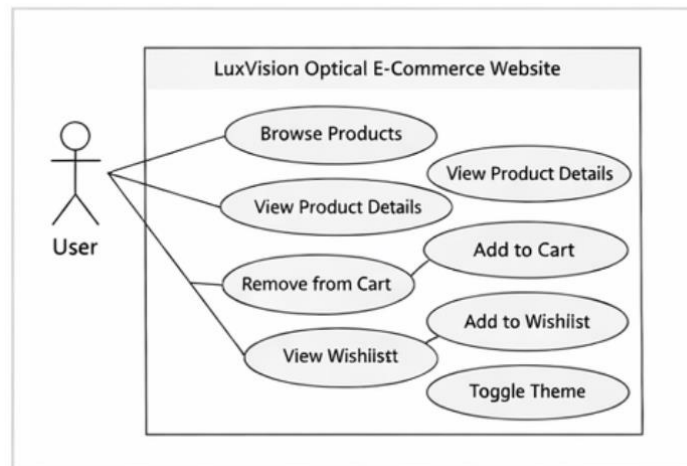 LuxVision Optical E-Commerce Website
Browse Products
View Product Details
View Product Details
Add to Cart
Remove from Cart
Add to Wishiist
View Wishiistt
Toggle Theme
User